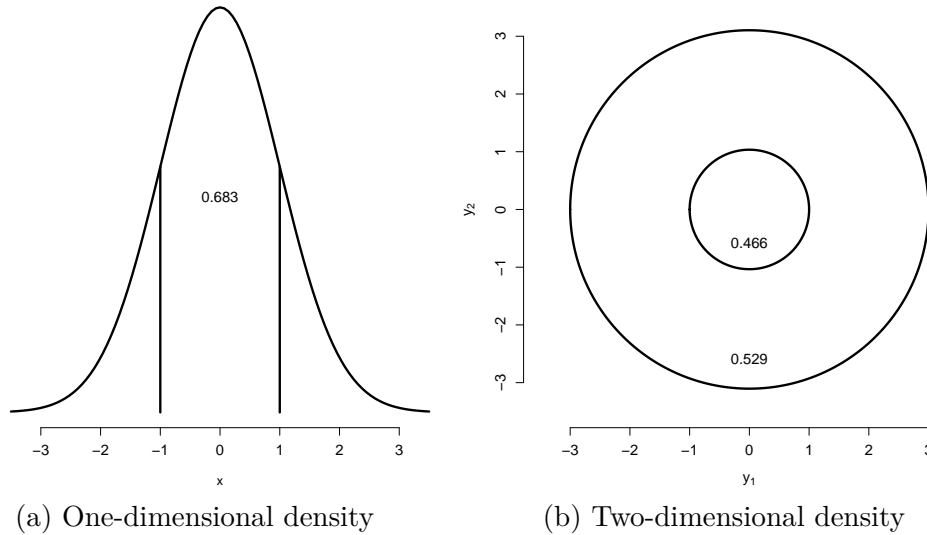 0.683
−3 −2 −1 0 1 2 3
x
(a) One-dimensional density
3
2
1
0
−1
−2
−3
y2
0.466
0.529
−3 −2 −1 0 1 2 3
y1
(b) Two-dimensional density